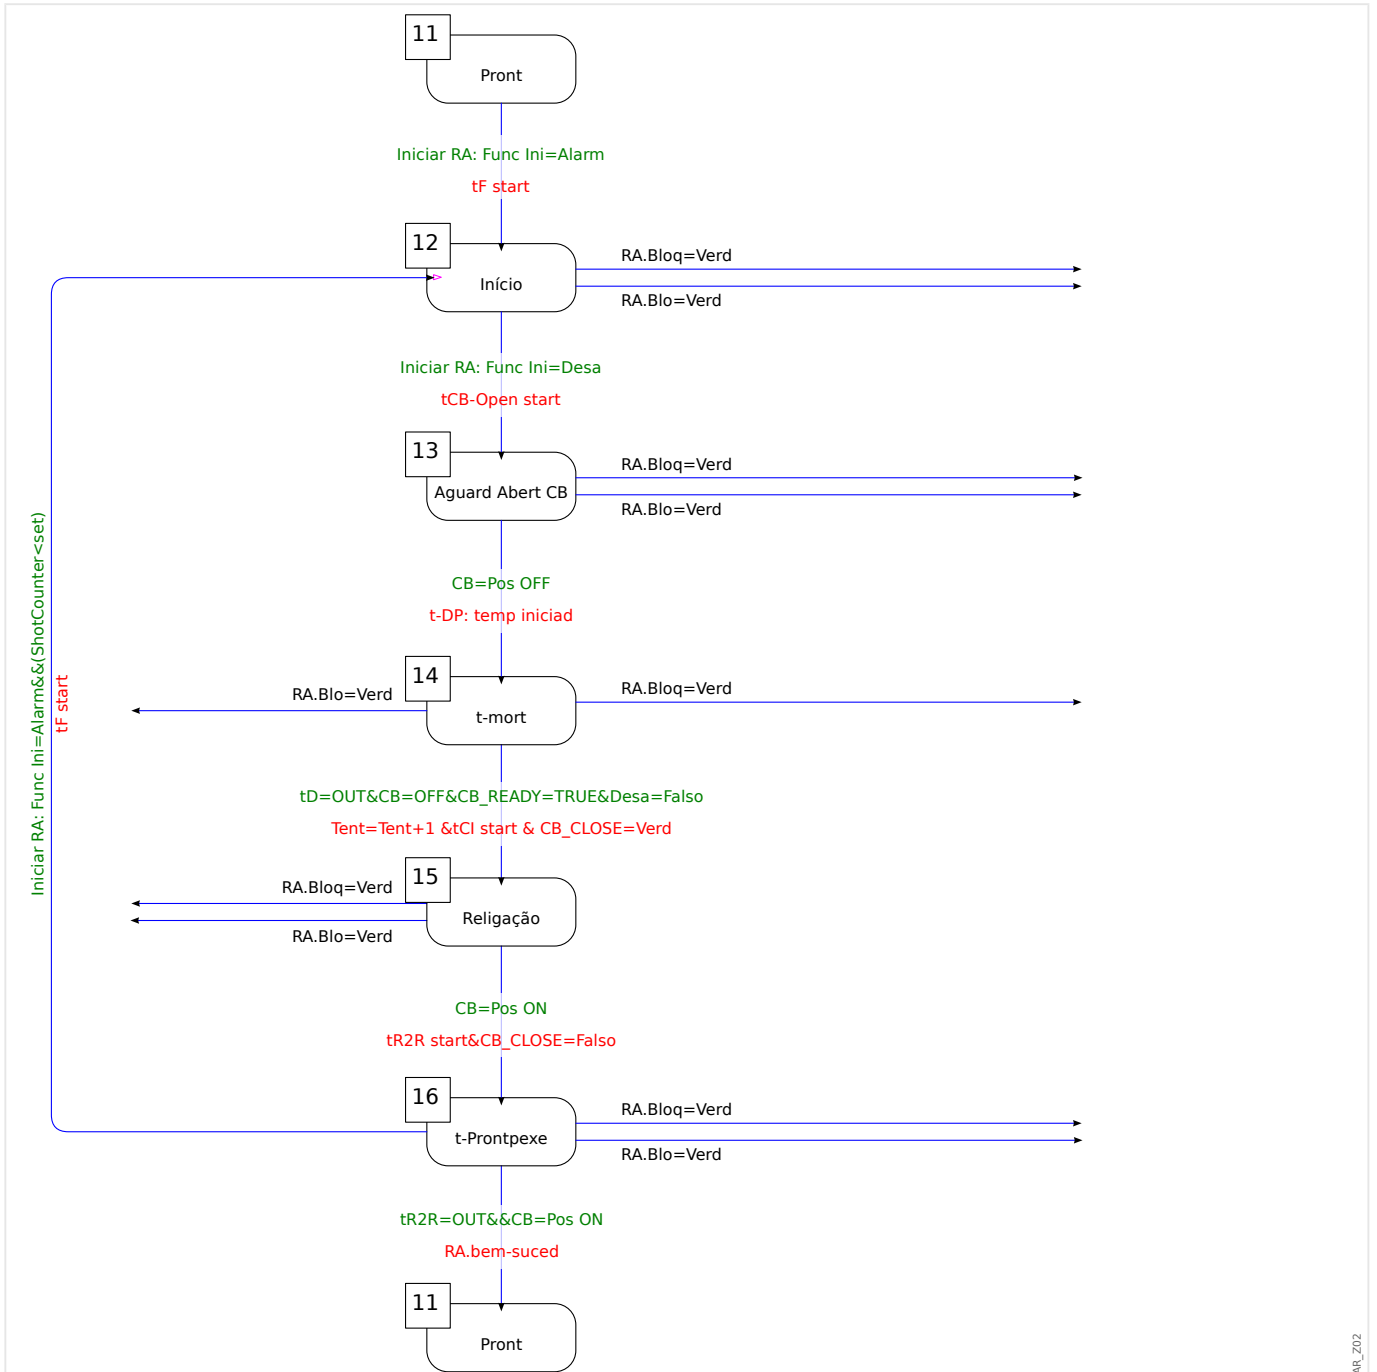 11
Pront
Iniciar RA: Func Ini=Alarm
tF start
12
Início
RA.Bloq=Verd
RA.Blo=Verd
Iniciar RA: Func Ini=Desa
tCB-Open start
13
Aguard Abert CB
RA.Bloq=Verd
RA.Blo=Verd
Iniciar RA: Func Ini=Alarm&&(ShotCounter<set)
tF start
CB=Pos OFF
t-DP: temp iniciad
14
t-mort
RA.Blo=Verd
RA.Bloq=Verd
tD=OUT&CB=OFF&CB_READY=TRUE&Desa=Falso
Tent=Tent+1 &tCI start & CB_CLOSE=Verd
15
Religação
RA.Bloq=Verd
RA.Blo=Verd
CB=Pos ON
tR2R start&CB_CLOSE=Falso
16
t-Prontpexe
RA.Bloq=Verd
RA.Blo=Verd
tR2R=OUT&&CB=Pos ON
RA.bem-suced
11
Pront
AR_Z02